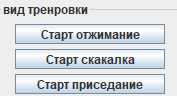 вид тренровки
Старт отжимание
Старт скакалка
Старт приседание